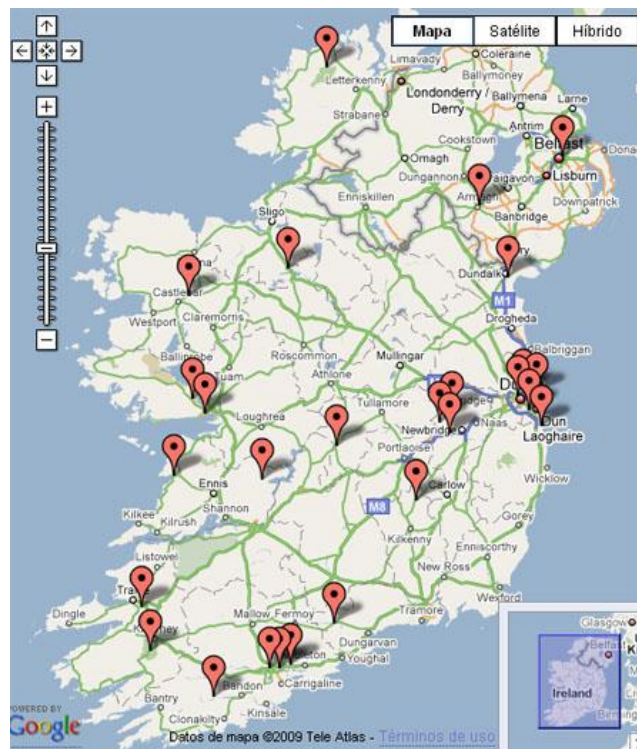 Mapa Satélite Híbrido
Coleraine
Limavady
Ballymoney
Letterkenny
Londonderry /
Derry
Ballymena
Larne
Strabane
Antrim
Cookstown
Omagh
Belfast
Dungannon
Lisburn
Enniskillen
Armagh
Downpatrick
Banbridge
Sligo
Dundalk
Castlebar
M1
Westport
Claremorris
Drogheda
Roscommon
Balbriggan
Ballinrobe
Mullingar
Tuam
Athlone
Loughrea
Tullamore
Newbridge
Naas
Dun
Laoghaire
Portlaoise
Wicklow
Ennis
Carlow
Shannon
M8
Kilkee
Kilrush
Gorey
Kilkenny
Listowel
Enniscorthy
New Ross
Wexford
Dingle
Mallow
Fermoy
Tramore
Glasgow
Dungarvan
Youghal
Carrigaline
Bantry
Bandon
Ireland
Kinsale
Clonakilty
POWERED BY
Google
Datos de mapa ©2009 Tele Atlas - Términos de uso